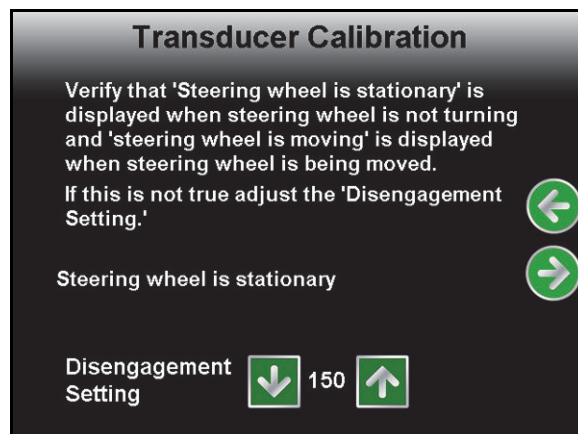 Transducer Calibration
Verify that 'Steering wheel is stationary' is
displayed when steering wheel is not turning
and 'steering wheel is moving' is displayed
when steering wheel is being moved.
If this is not true adjust the 'Disengagement
Setting.'
Steering wheel is stationary
Disengagement
Setting
150